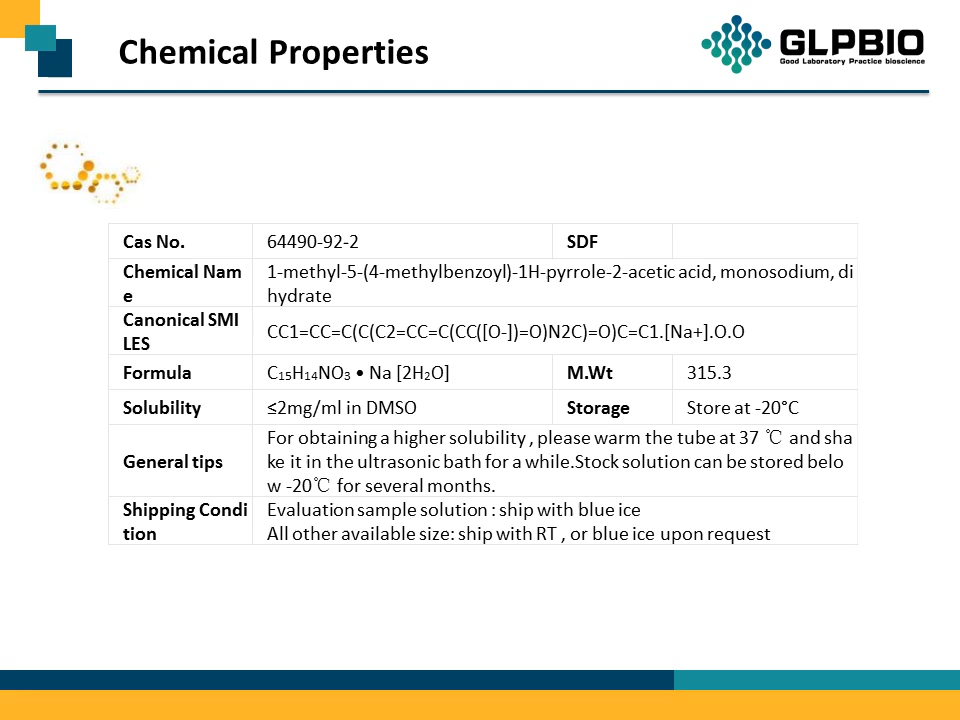 Chemical Properties
GLPBIO
Good Laboratory Practice bioscience
Cas No. 64490-92-2 SDF
Chemical Nam
e
1-methyl-5-(4-methylbenzoyl)-1H-pyrrole-2-acetic acid, monosodium, di
hydrate
Canonical SMI
LES
CC1=CC=C(C(C2=CC=C(CC([O-])=O)N2C)=O)C=C1.[Na+].O.O
Formula C₁₅H₁₄NO₃ • Na [2H₂O] M.Wt 315.3
Solubility ≤2mg/ml in DMSO Storage Store at -20°C
General tips
For obtaining a higher solubility , please warm the tube at 37 ℃ and sha
ke it in the ultrasonic bath for a while.Stock solution can be stored belo
w -20℃ for several months.
Shipping Condi
tion
Evaluation sample solution : ship with blue ice
All other available size: ship with RT , or blue ice upon request